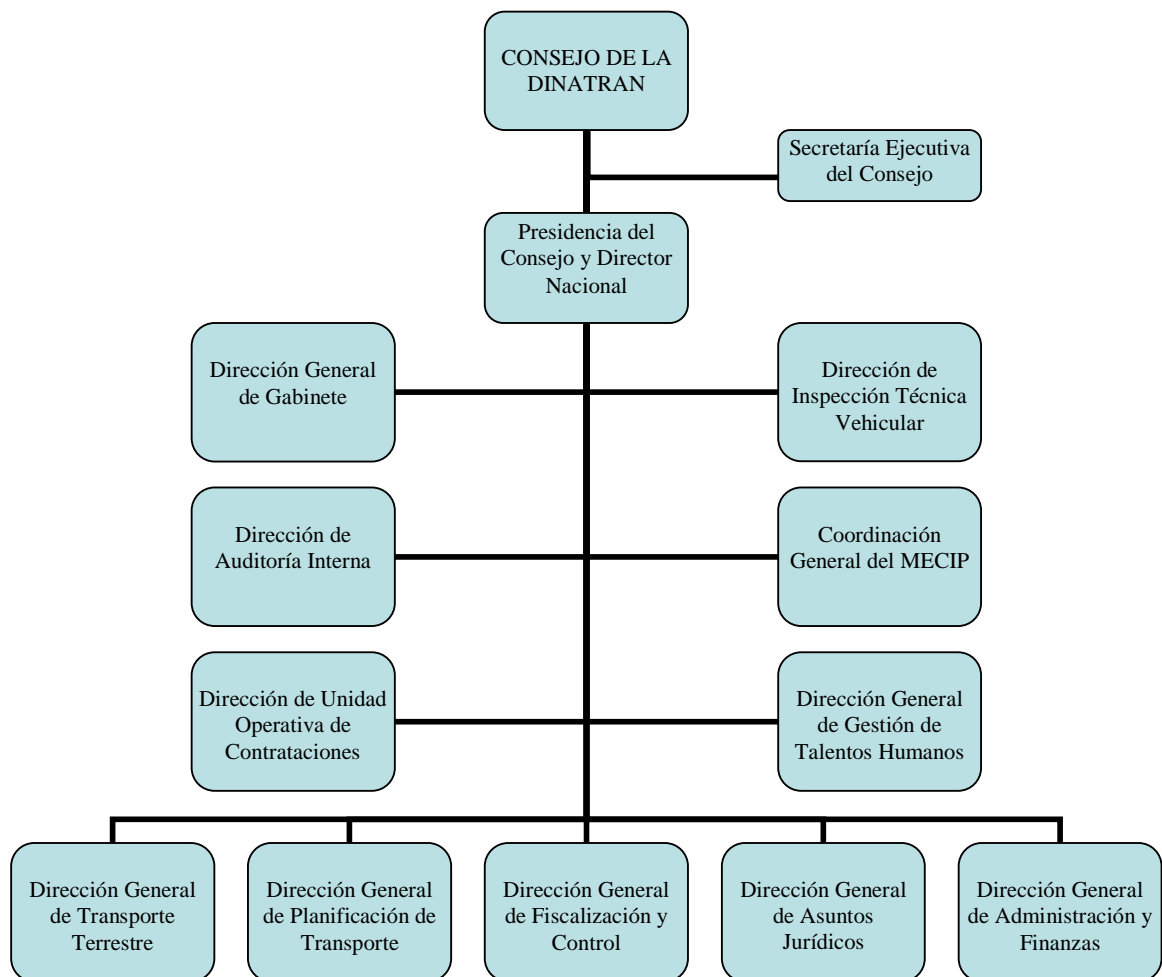 CONSEJO DE LA
DINATRAN
Secretaría Ejecutiva
del Consejo
Presidencia del
Consejo y Director
Nacional
Dirección General
de Gabinete
Dirección de
Inspección Técnica
Vehicular
Dirección de
Auditoría Interna
Coordinación
General del MECIP
Dirección de Unidad
Operativa de
Contrataciones
Dirección General
de Gestión de
Talentos Humanos
Dirección General
de Transporte
Terrestre
Dirección General
de Planificación de
Transporte
Dirección General
de Fiscalización y
Control
Dirección General
de Asuntos
Jurídicos
Dirección General
de Administración y
Finanzas